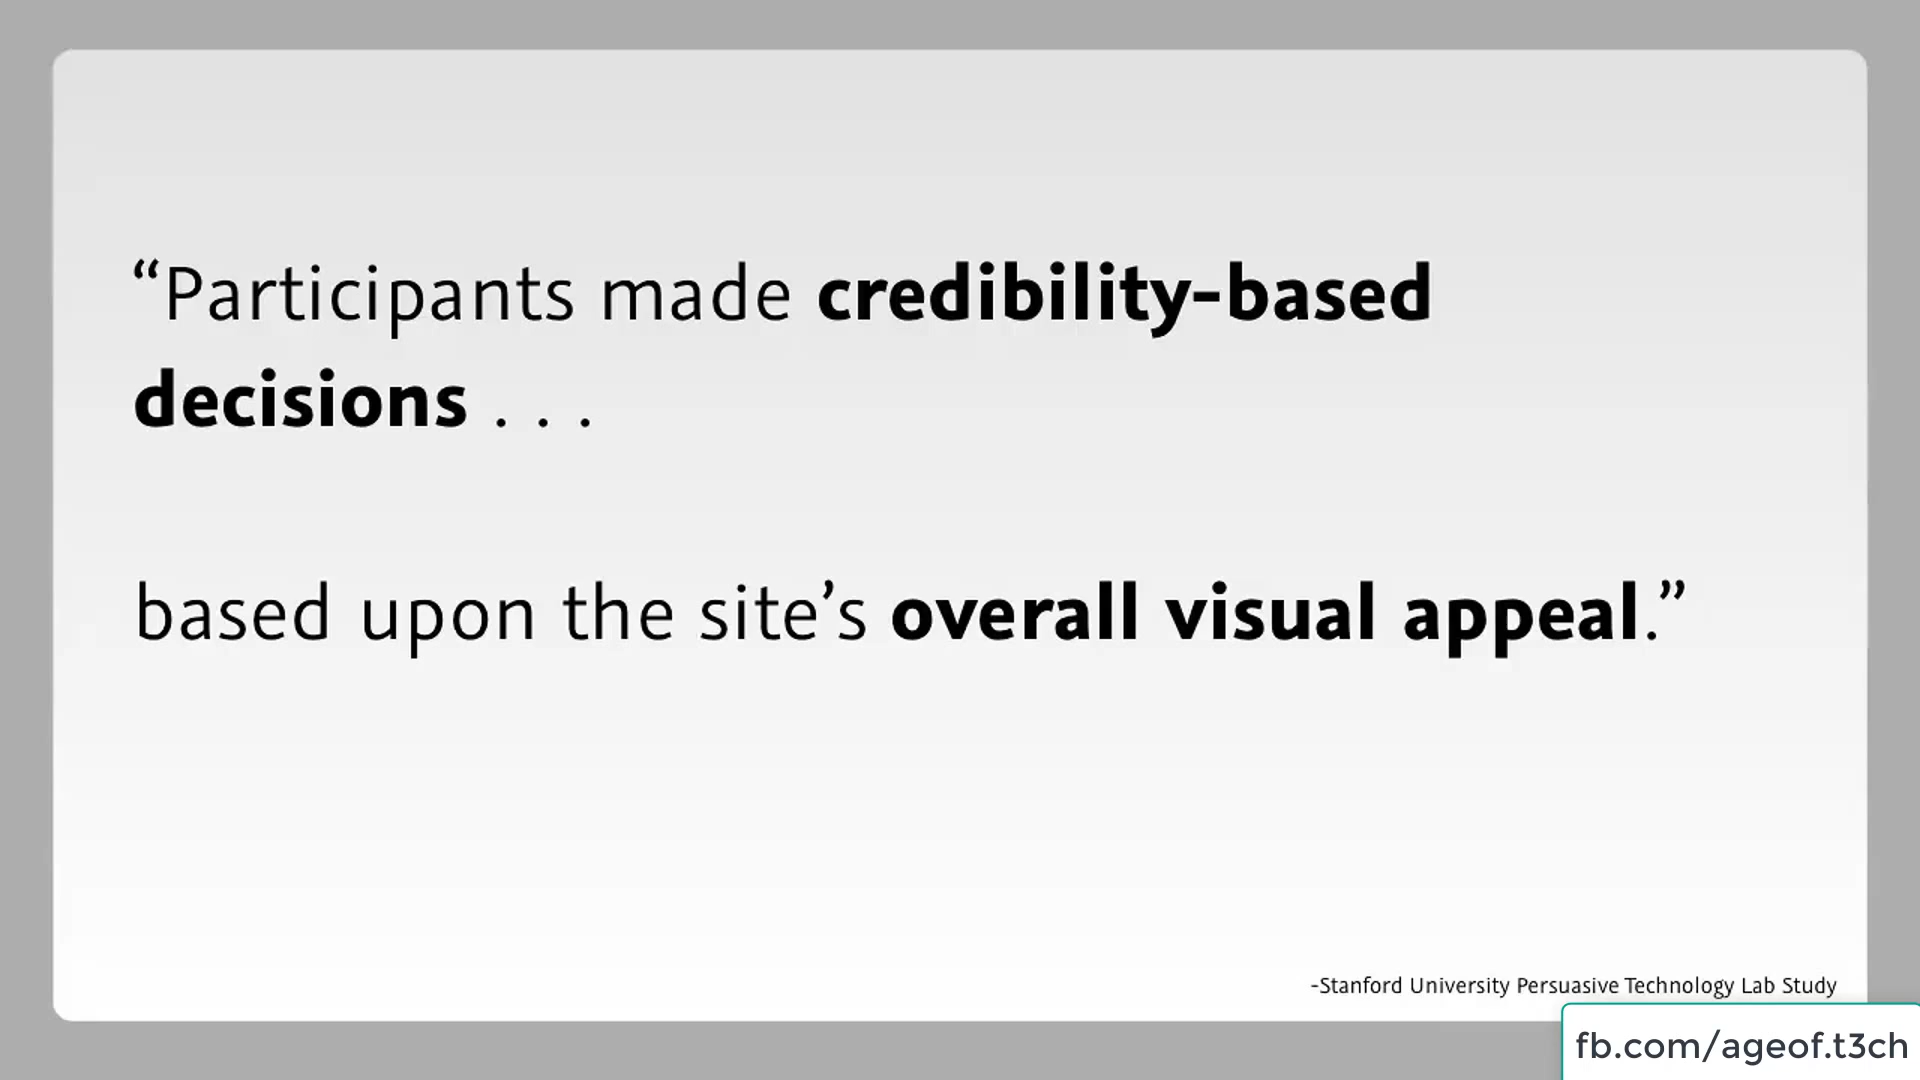 “Participants made credibility-based
decisions . . .
based upon the site’s overall visual appeal.”
-Stanford University Persuasive Technology Lab Study
fb.com/ageof.t3ch